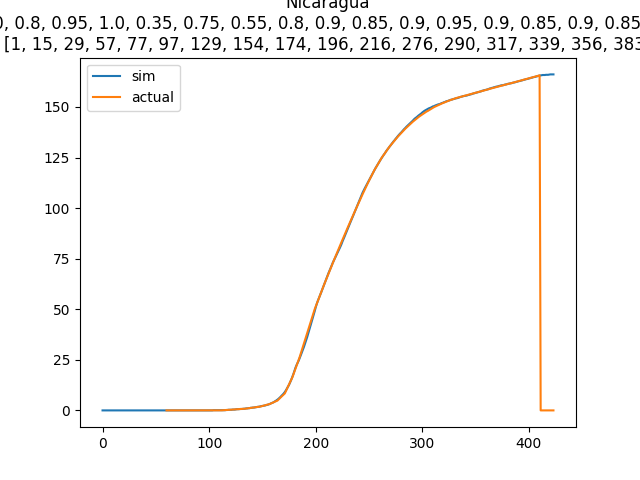 Nicaragua
0, 0.8, 0.95, 1.0, 0.35, 0.75, 0.55, 0.8, 0.9, 0.85, 0.9, 0.95, 0.9, 0.85, 0.9, 0.85
[1, 15, 29, 57, 77, 97, 129, 154, 174, 196, 216, 276, 290, 317, 339, 356, 383
sim
actual
150
125
100
75
50
25
0
0 100 200 300 400